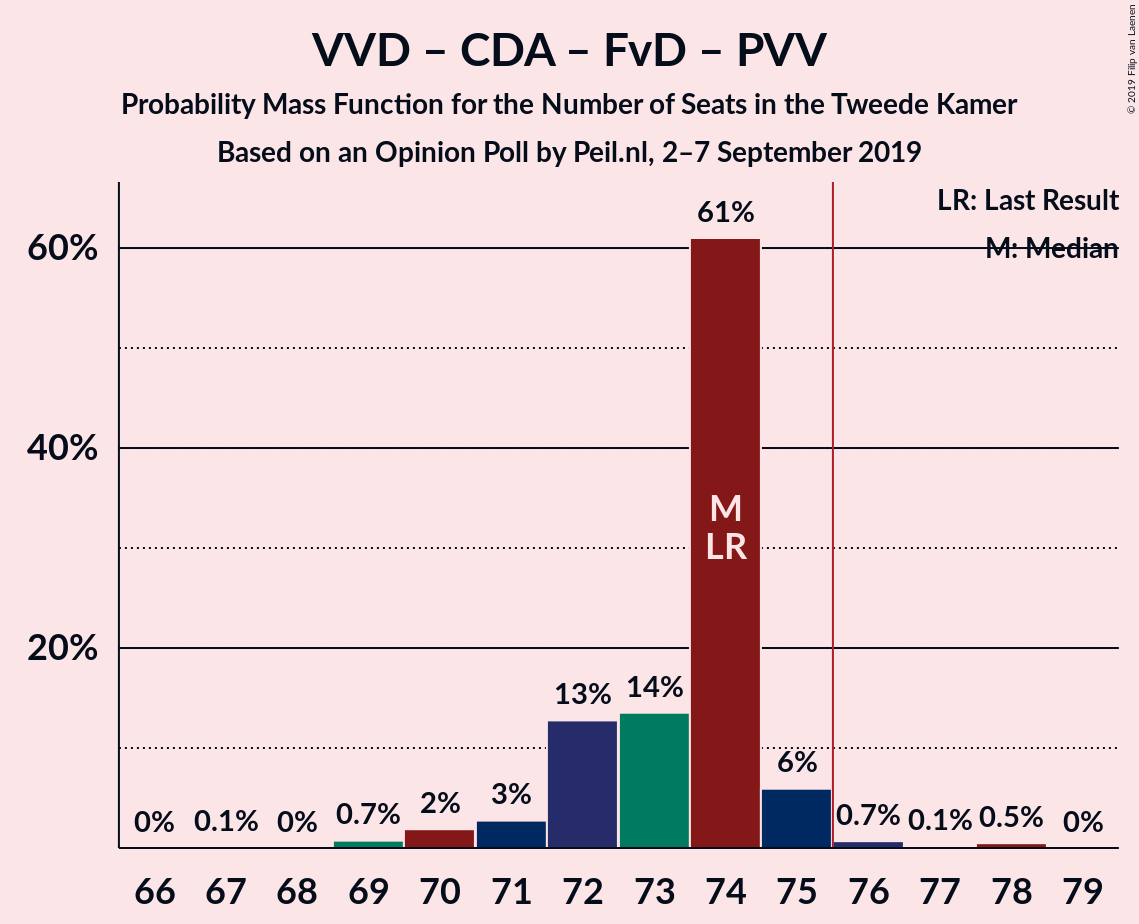 VVD – CDA – FvD – PVV
Probability Mass Function for the Number of Seats in the Tweede Kamer
Based on an Opinion Poll by Peil.nl, 2–7 September 2019
© 2019 Filip van Laenen
LR: Last Result
M: Median
60%
40%
20%
0%
0.1%
0%
0.7%
2%
3%
13%
14%
61%
6%
0.7%
0.1%
0.5%
0%
M
LR
66 67 68 69 70 71 72 73 74 75 76 77 78 79